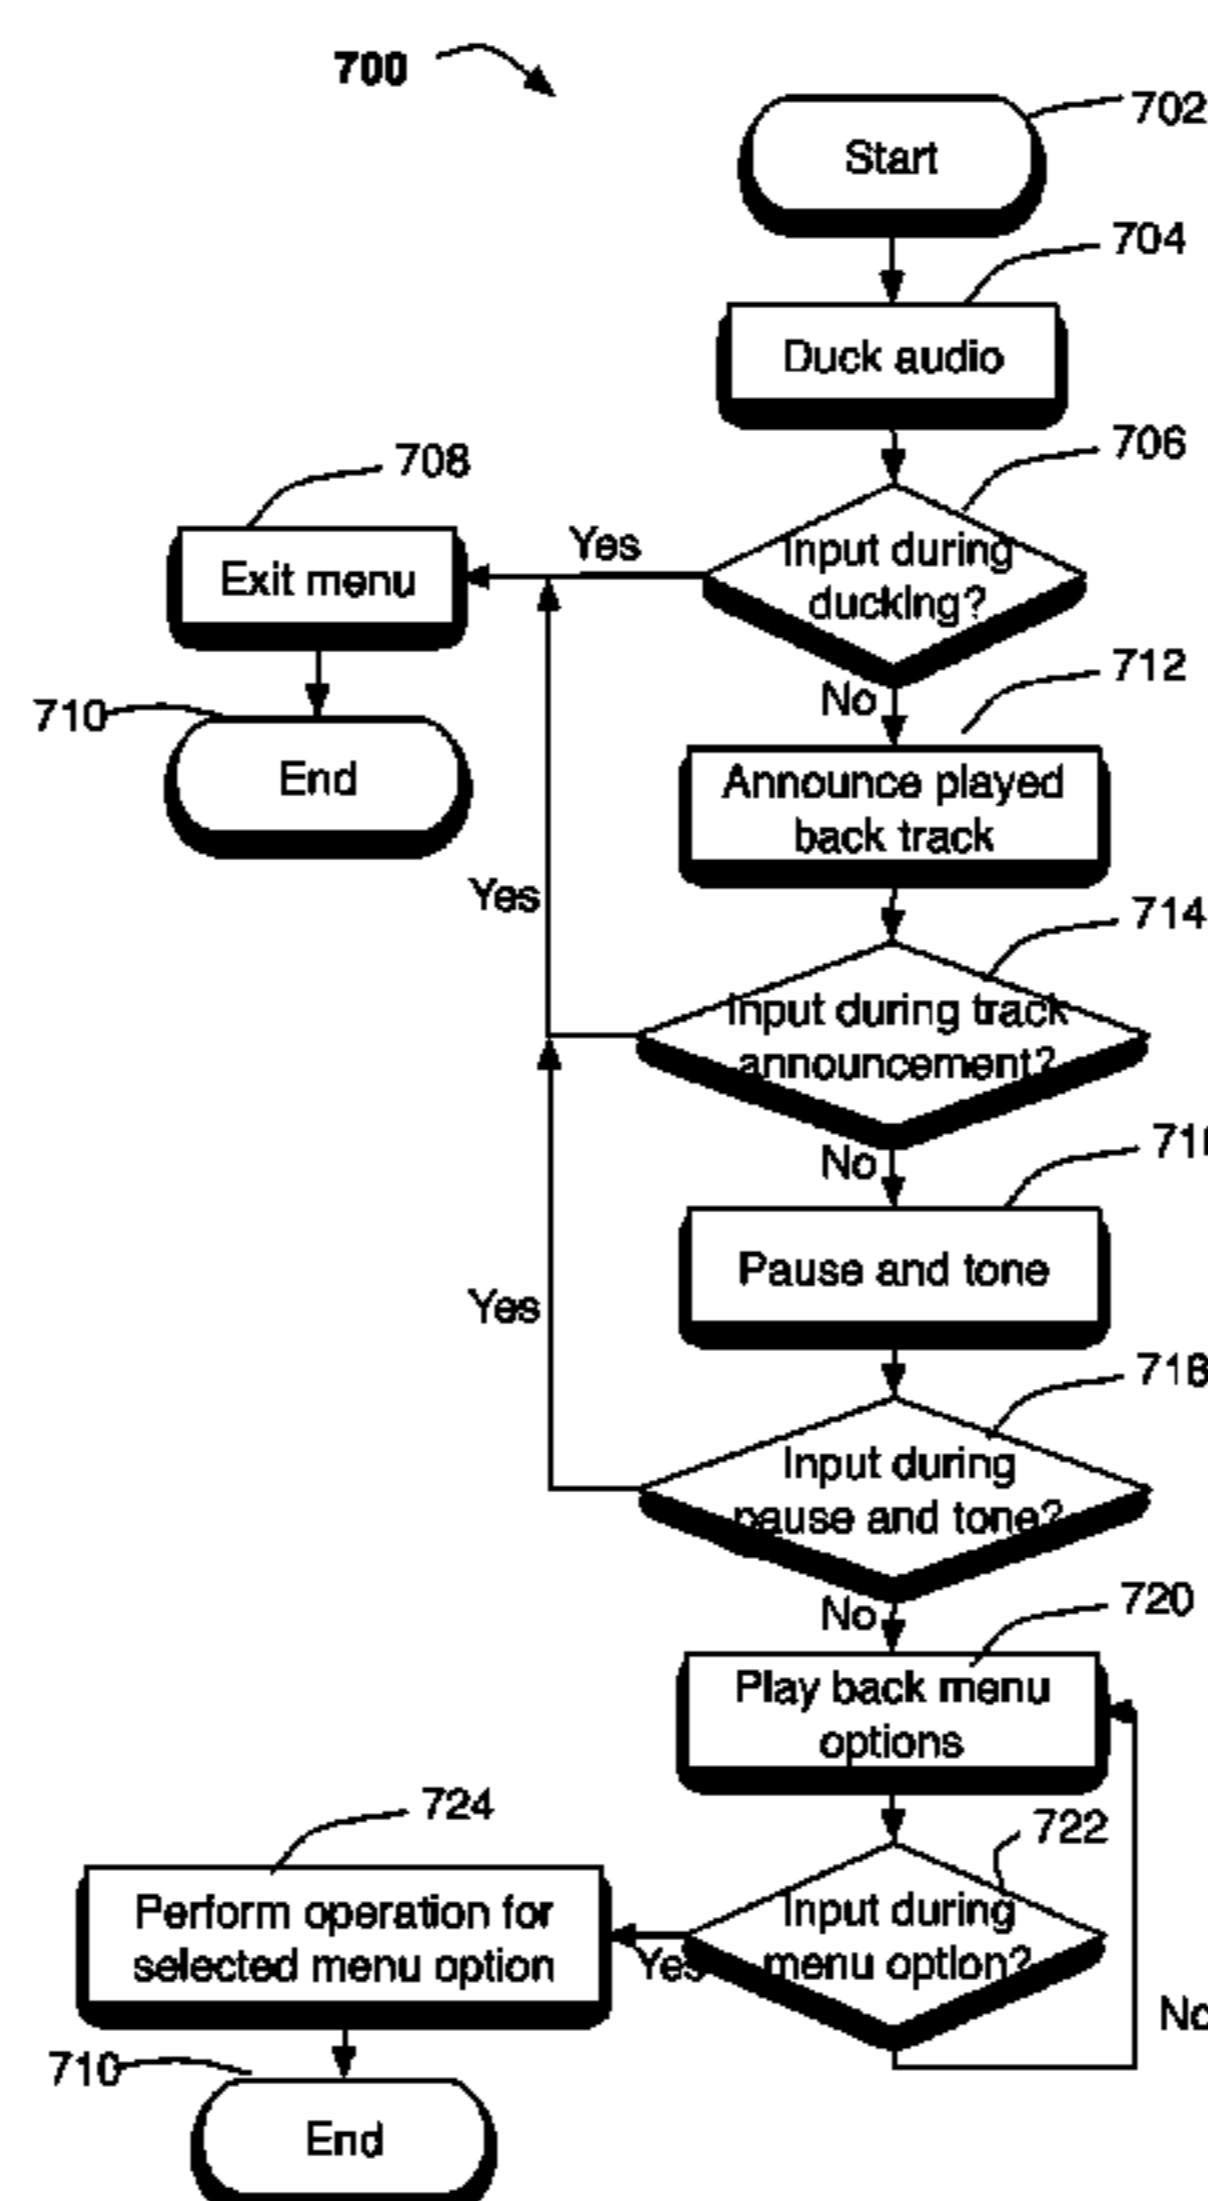 700
702
Start
704
Duck audio
706
708
Yes
Input during
ducking?
Exit menu
712
No
710
End
Announce played
back track
Yes
714
Input during track
announcement?
No
Pause and tone
Yes
718
Input during
pause and tone?
No
720
Play back menu
options
724
722
Input during
menu option?
Perform operation for
selected menu option
Yes
No
710
End